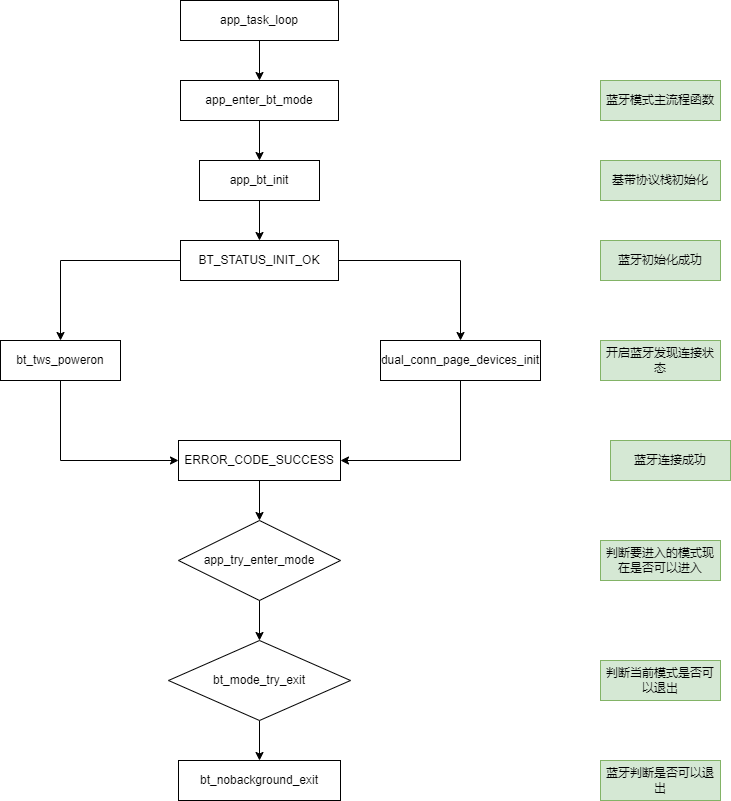 app_task_loop
app_enter_bt_mode
蓝牙模式主流程函数
app_bt_init
基带协议栈初始化
BT_STATUS_INIT_OK
蓝牙初始化成功
bt_tws_poweron
dual_conn_page_devices_init
开启蓝牙发现连接状
态
ERROR_CODE_SUCCESS
蓝牙连接成功
app_try_enter_mode
判断要进入的模式现
在是否可以进入
bt_mode_try_exit
判断当前模式是否可
以退出
bt_nobackground_exit
蓝牙判断是否可以退
出